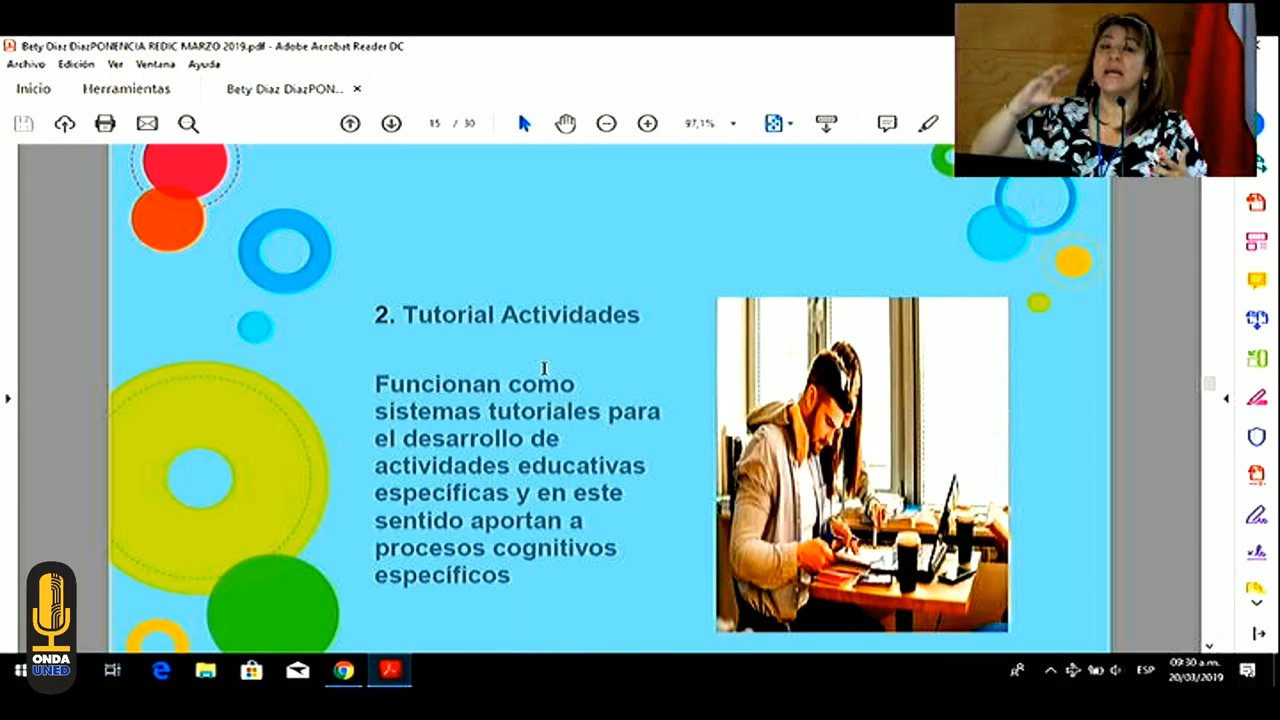 Bety Diaz DiazPONENCIA REDIC MARZO 2019.pdf - Adobe Acrobat Reader DC
Archivo Edición Ver Ventana Ayuda
Inicio Herramientas Bety Diaz DiazPON... ×
15 / 30 97,1%
2. Tutorial Actividades
Funcionan como
sistemas tutoriales para
el desarrollo de
actividades educativas
específicas y en este
sentido aportan a
procesos cognitivos
específicos
ONDA
UNED
ESP
09:30 a.m.
20/03/2019